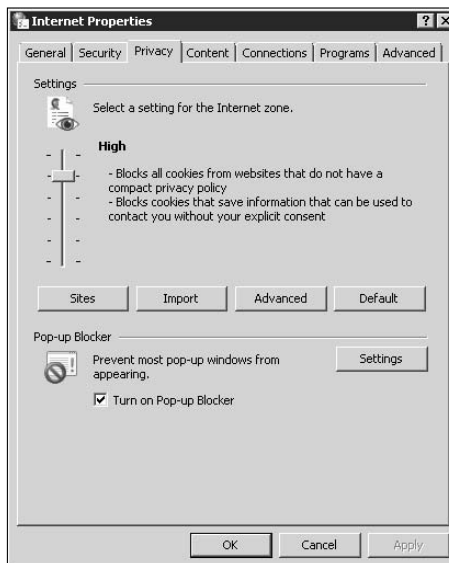 Internet Properties
General Security Privacy Content Connections Programs Advanced
Settings
Select a setting for the Internet zone.
High
- Blocks all cookies from websites that do not have a
compact privacy policy
- Blocks cookies that save information that can be used to
contact you without your explicit consent
Sites Import Advanced Default
Pop-up Blocker
Prevent most pop-up windows from
appearing.
Settings
Turn on Pop-up Blocker
OK Cancel Apply